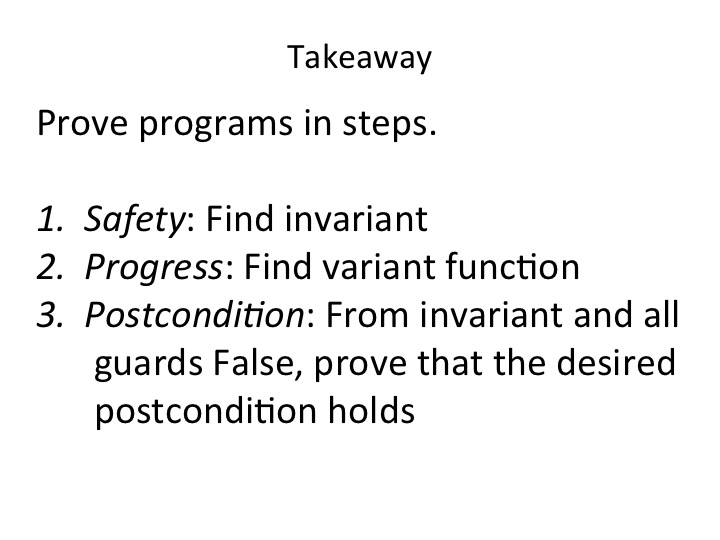 Takeaway
Prove programs in steps.
1. Safety: Find invariant
2. Progress: Find variant function
3. Postcondition: From invariant and all
guards False, prove that the desired
postcondition holds